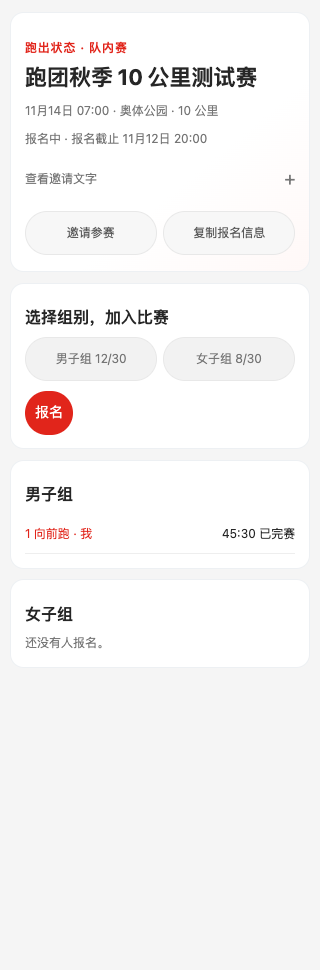 跑出状态 · 队内赛
跑团秋季 10 公里测试赛
11月14日 07:00 · 奥体公园 · 10 公里
报名中 · 报名截止 11月12日 20:00
查看邀请文字 +
邀请参赛 复制报名信息
选择组别，加入比赛
男子组 12/30 女子组 8/30
报名
男子组
1 向前跑 · 我 45:30 已完赛
女子组
还没有人报名。